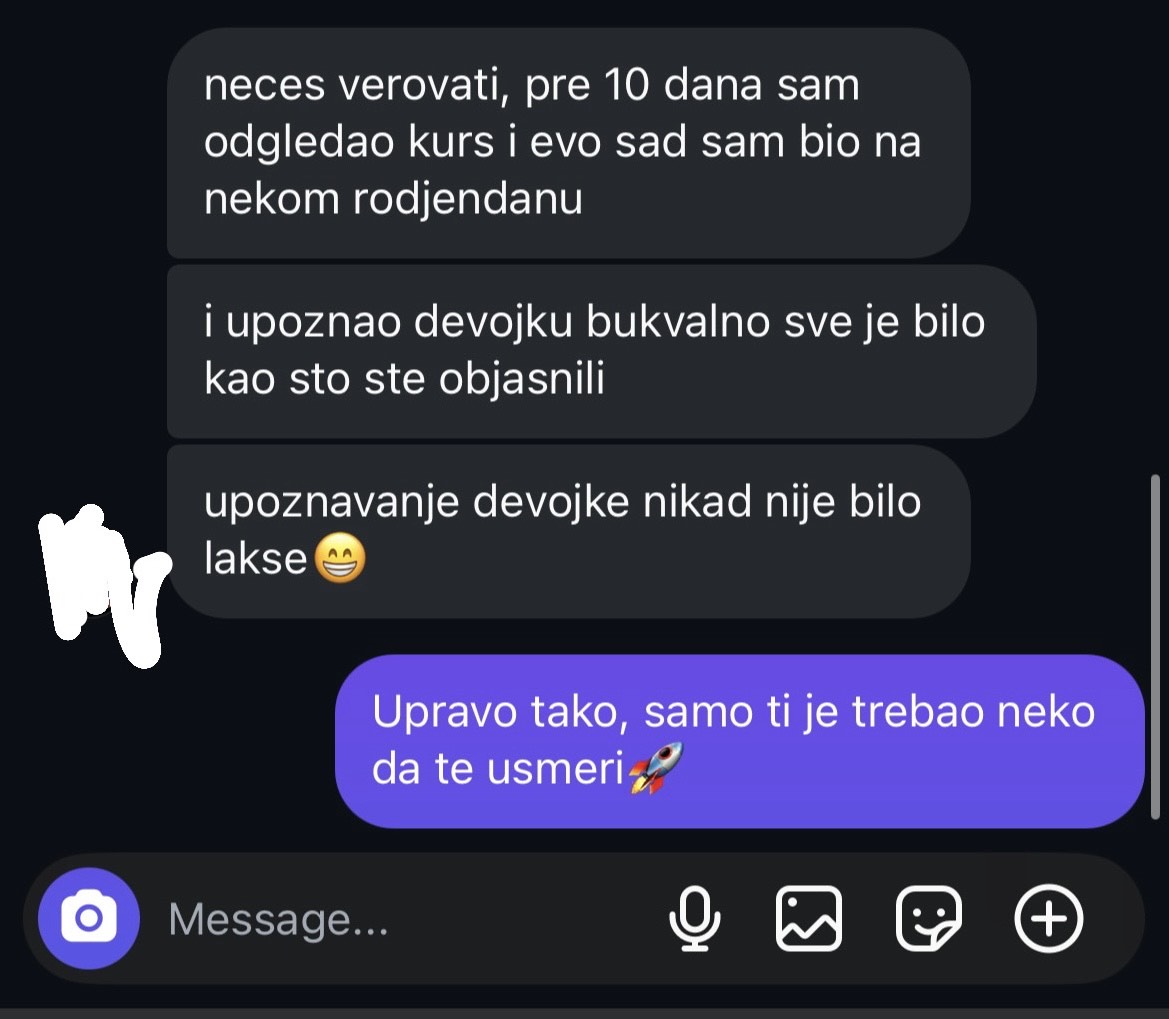 neces verovati, pre 10 dana sam
odgledao kurs i evo sad sam bio na
nekom rodjendanu
i upoznao devojku bukvalno sve je bilo
kao sto ste objasnili
upoznavanje devojke nikad nije bilo
lakse😁
Upravo tako, samo ti je trebao neko
da te usmeri🚀
Message...